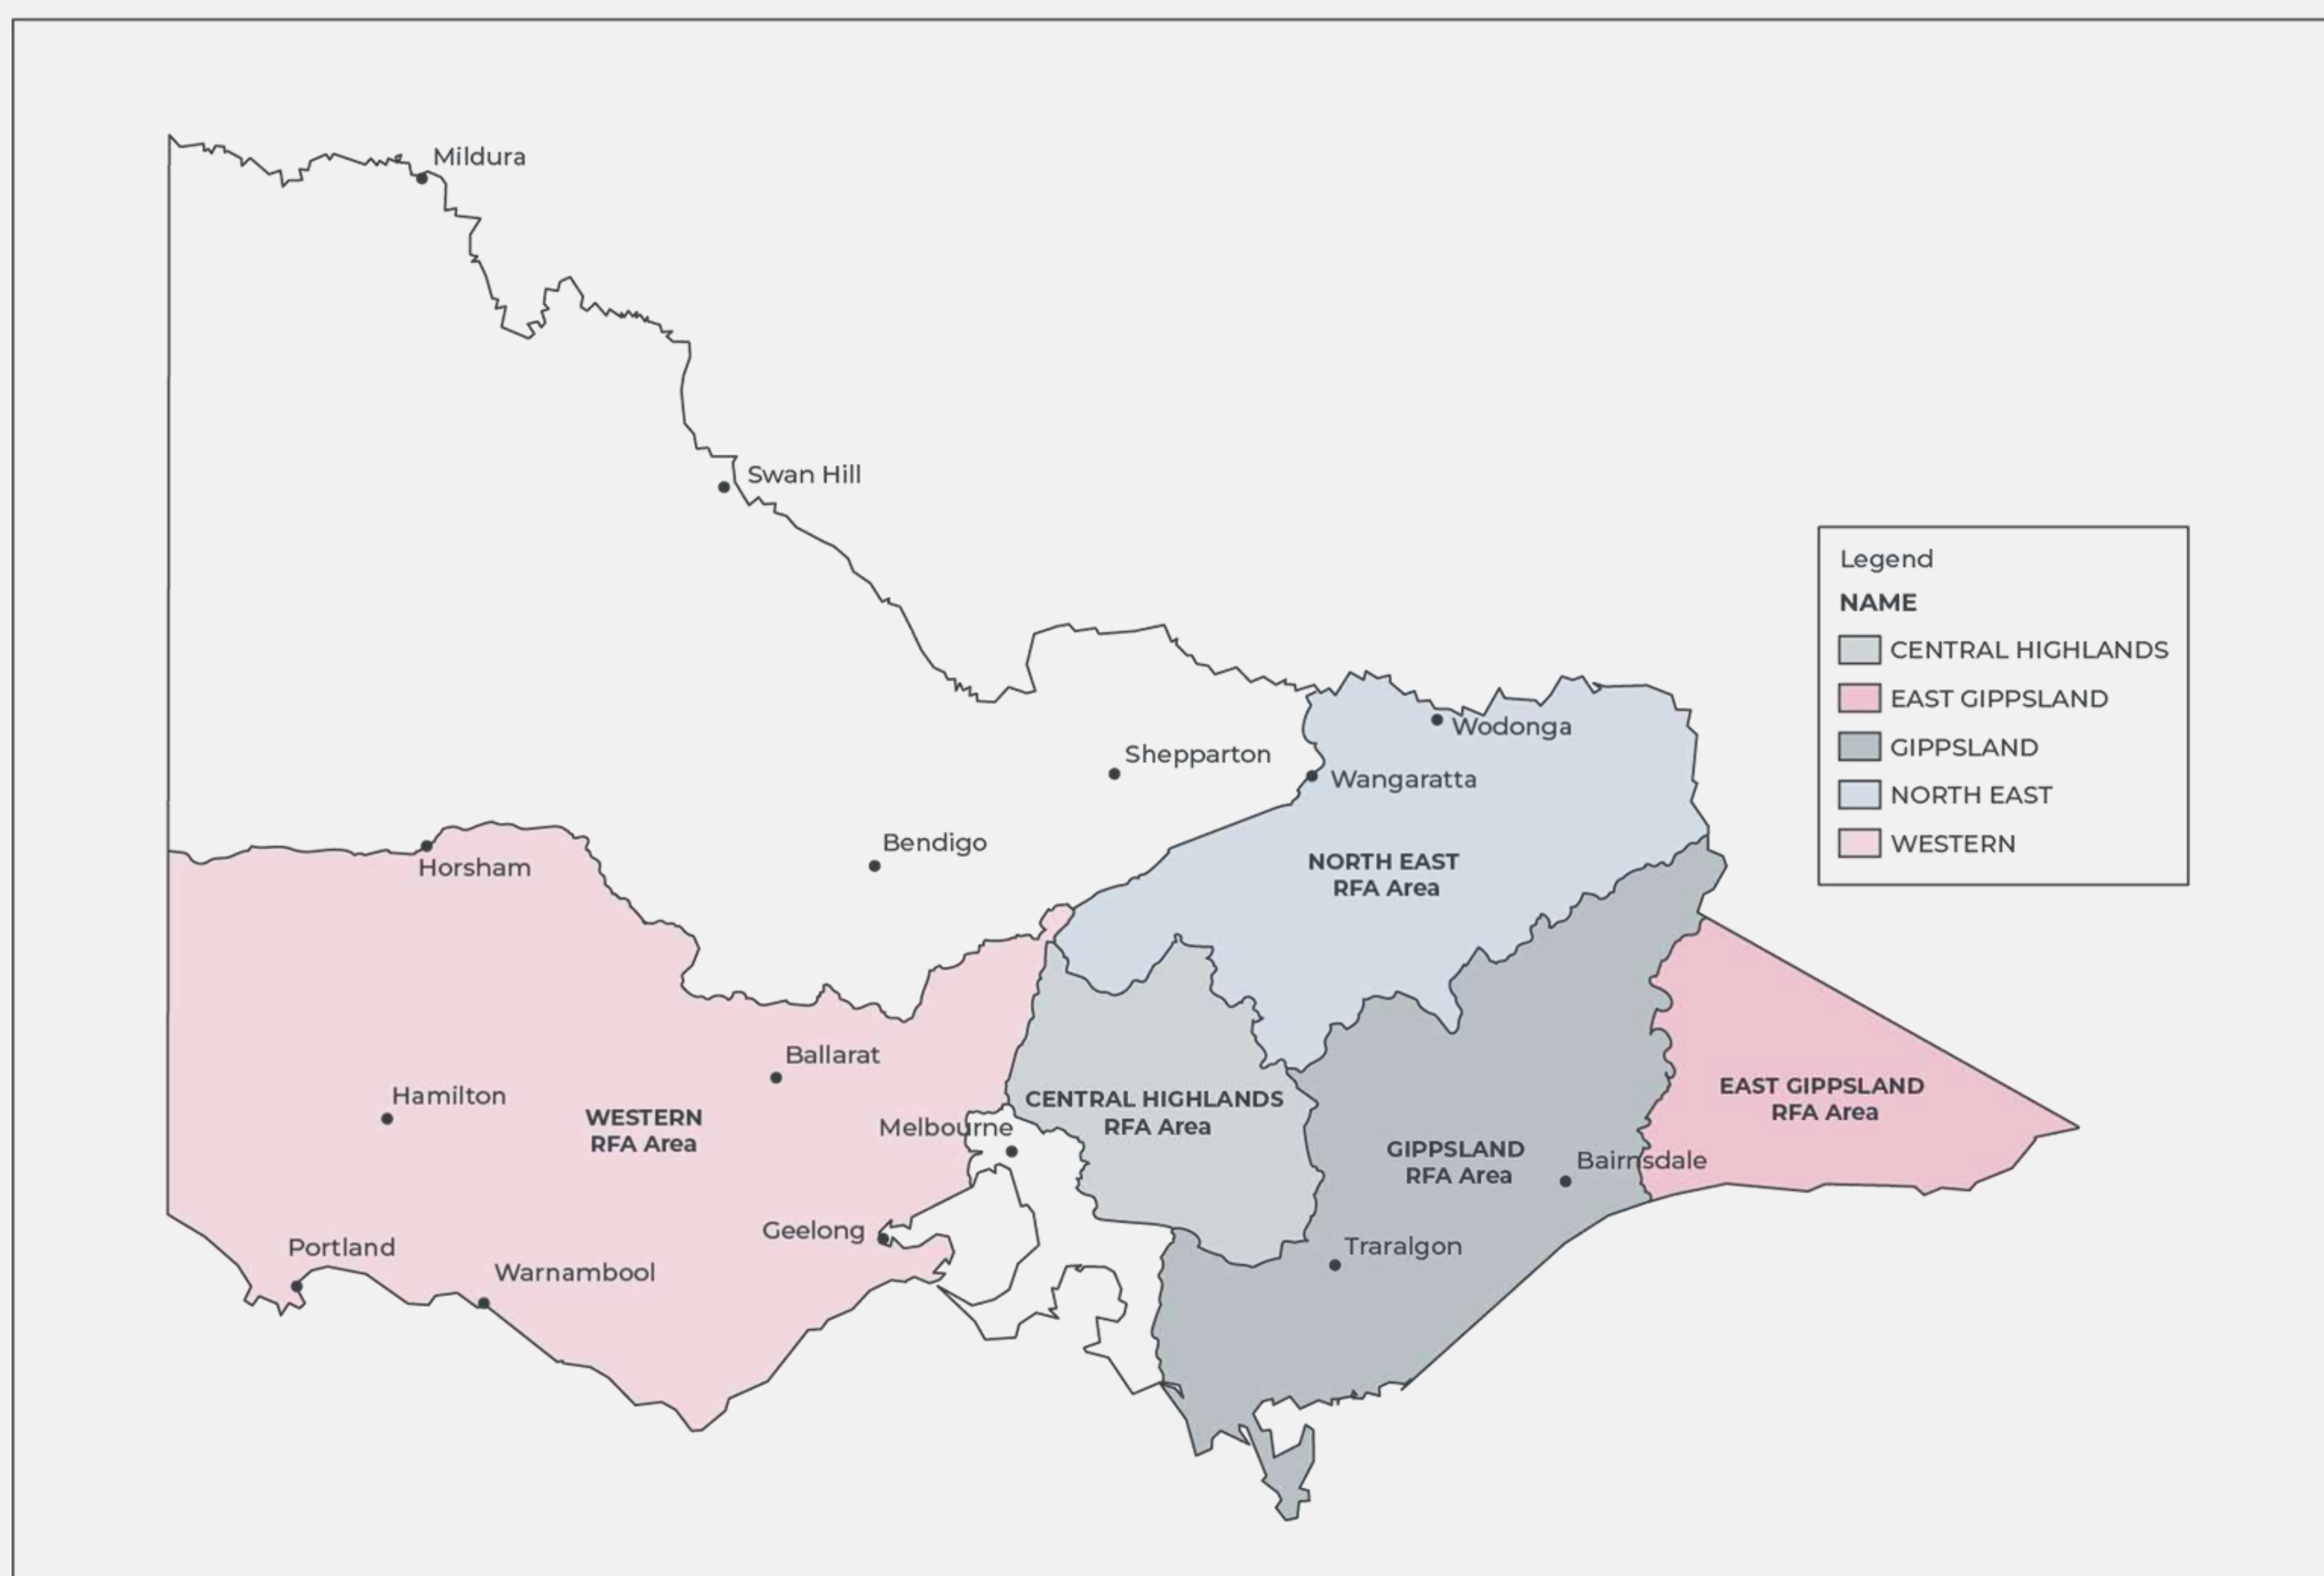 Mildura
Swan Hill
Legend
NAME
CENTRAL HIGHLANDS
EAST GIPPSLAND
GIPPSLAND
NORTH EAST
WESTERN
Wodonga
Shepparton
Wangaratta
Bendigo
Horsham
NORTH EAST
RFA Area
Ballarat
Hamilton
WESTERN
RFA Area
Melbourne
CENTRAL HIGHLANDS
RFA Area
EAST GIPPSLAND
RFA Area
GIPPSLAND
RFA Area
Bairnsdale
Geelong
Portland
Warnambool
Traralgon